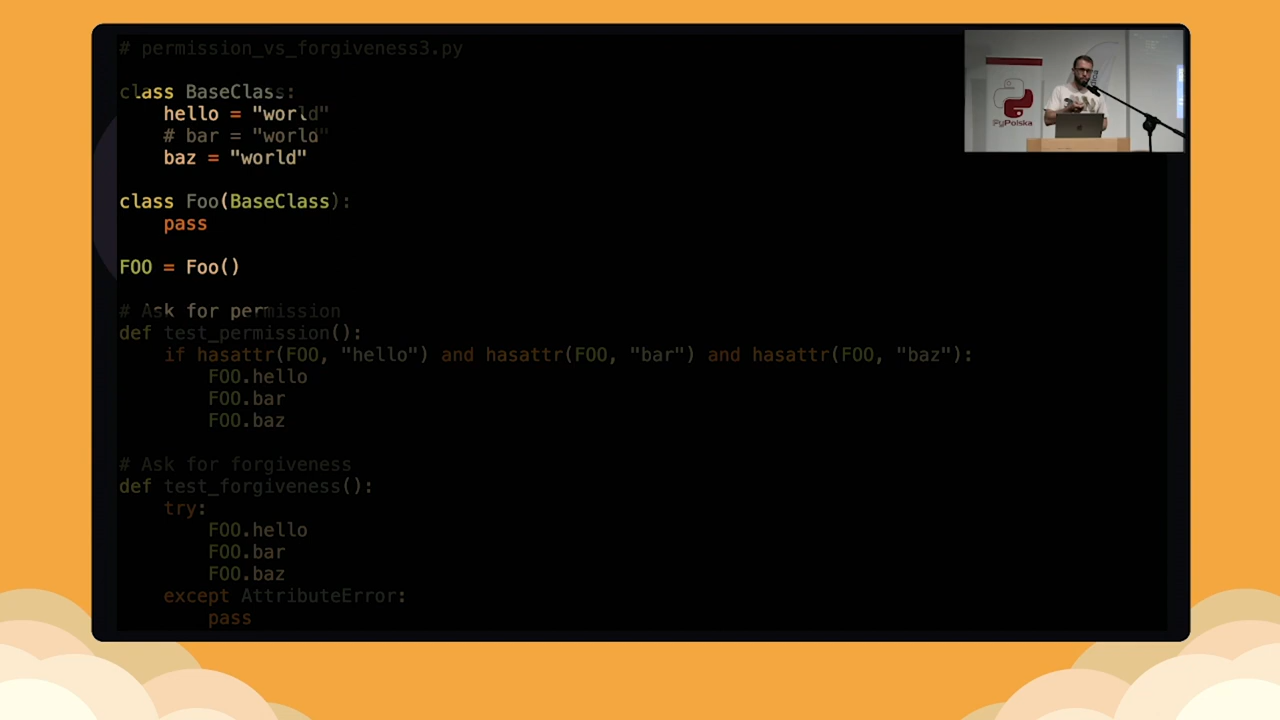 # permission_vs_forgiveness3.py
class BaseClass:
hello = "world"
# bar = "world"
baz = "world"
class Foo(BaseClass):
pass
FOO = Foo()
# Ask for permission
def test_permission():
if hasattr(FOO, "hello") and hasattr(FOO, "bar") and hasattr(FOO, "baz"):
FOO.hello
FOO.bar
FOO.baz
# Ask for forgiveness
def test_forgiveness():
try:
FOO.hello
FOO.bar
FOO.baz
except AttributeError:
pass
PyPolska